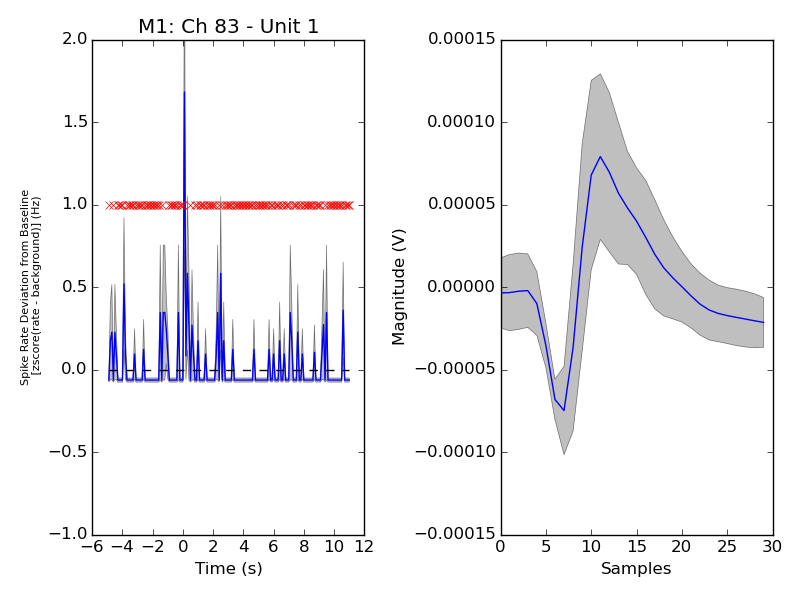 M1: Ch 83 - Unit 1
2.0
1.5
1.0
0.5
0.0
−0.5
−1.0
Spike Rate Deviation from Baseline
[zscore(rate - background)] (Hz)
−6 −4 −2 0 2 4 6 8 10 12
Time (s)
0.00015
0.00010
0.00005
0.00000
−0.00005
−0.00010
−0.00015
Magnitude (V)
0 5 10 15 20 25 30
Samples